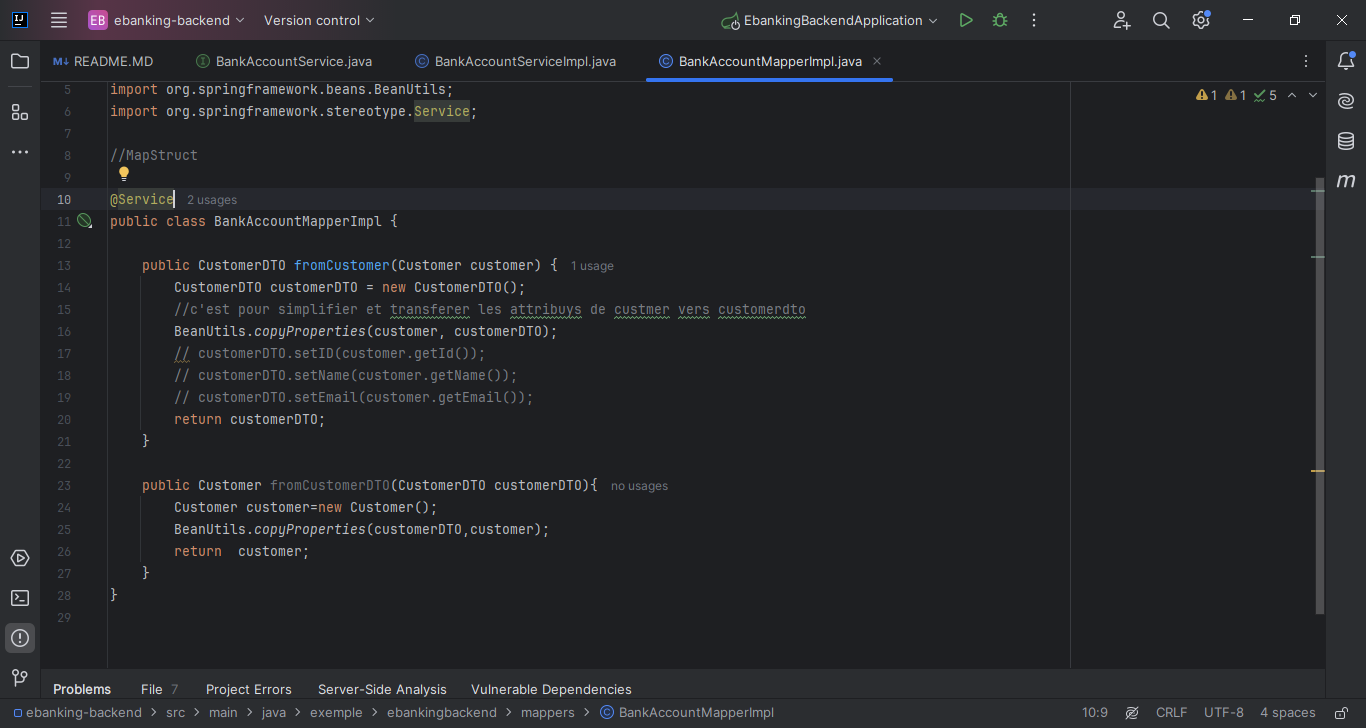 EB ebanking-backend Version control EbankingBackendApplication
README.MD BankAccountService.java BankAccountServiceImpl.java BankAccountMapperImpl.java
5 import org.springframework.beans.BeanUtils;
6 import org.springframework.stereotype.Service;
1 1 5
7
8 //MapStruct
9
10 @Service 2 usages
11 public class BankAccountMapperImpl {
12
13 public CustomerDTO fromCustomer(Customer customer) { 1 usage
14 CustomerDTO customerDTO = new CustomerDTO();
15 //c'est pour simplifier et transferer les attribuys de custmer vers customerdto
16 BeanUtils.copyProperties(customer, customerDTO);
17 // customerDTO.setID(customer.getId());
18 // customerDTO.setName(customer.getName());
19 // customerDTO.setEmail(customer.getEmail());
20 return customerDTO;
21 }
22
23 public Customer fromCustomerDTO(CustomerDTO customerDTO){ no usages
24 Customer customer=new Customer();
25 BeanUtils.copyProperties(customerDTO,customer);
26 return  customer;
27 }
28 }
29
Problems File 7 Project Errors Server-Side Analysis Vulnerable Dependencies
ebanking-backend > src > main > java > exemple > ebankingbackend > mappers > BankAccountMapperImpl 10:9 CRLF UTF-8 4 spaces